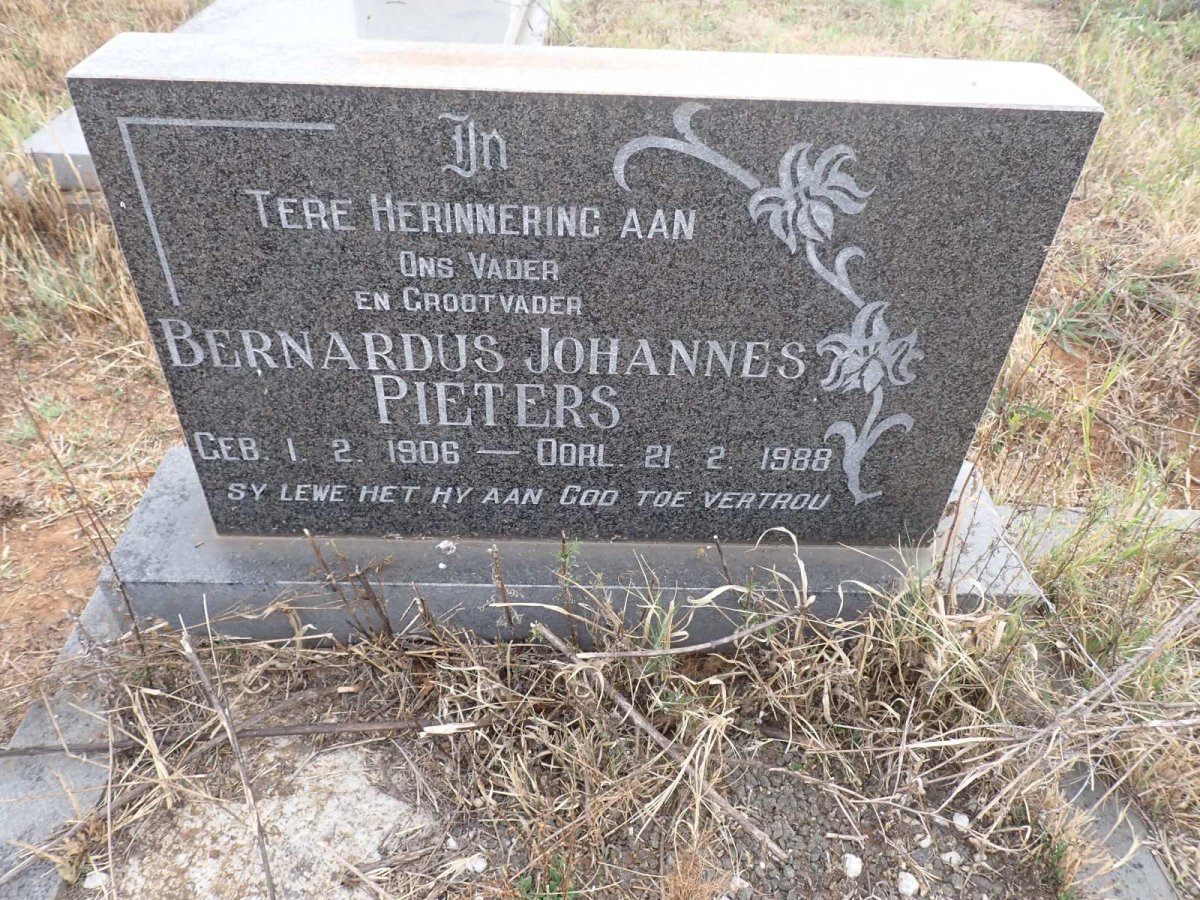 In
TERE HERINNERING AAN
ONS VADER
EN GROOTVADER
BERNARDUS JOHANNES
PIETERS
GEB. 1. 2. 1906 — OORL. 21. 2. 1988
SY LEWE HET HY AAN GOD TOE VERTROU